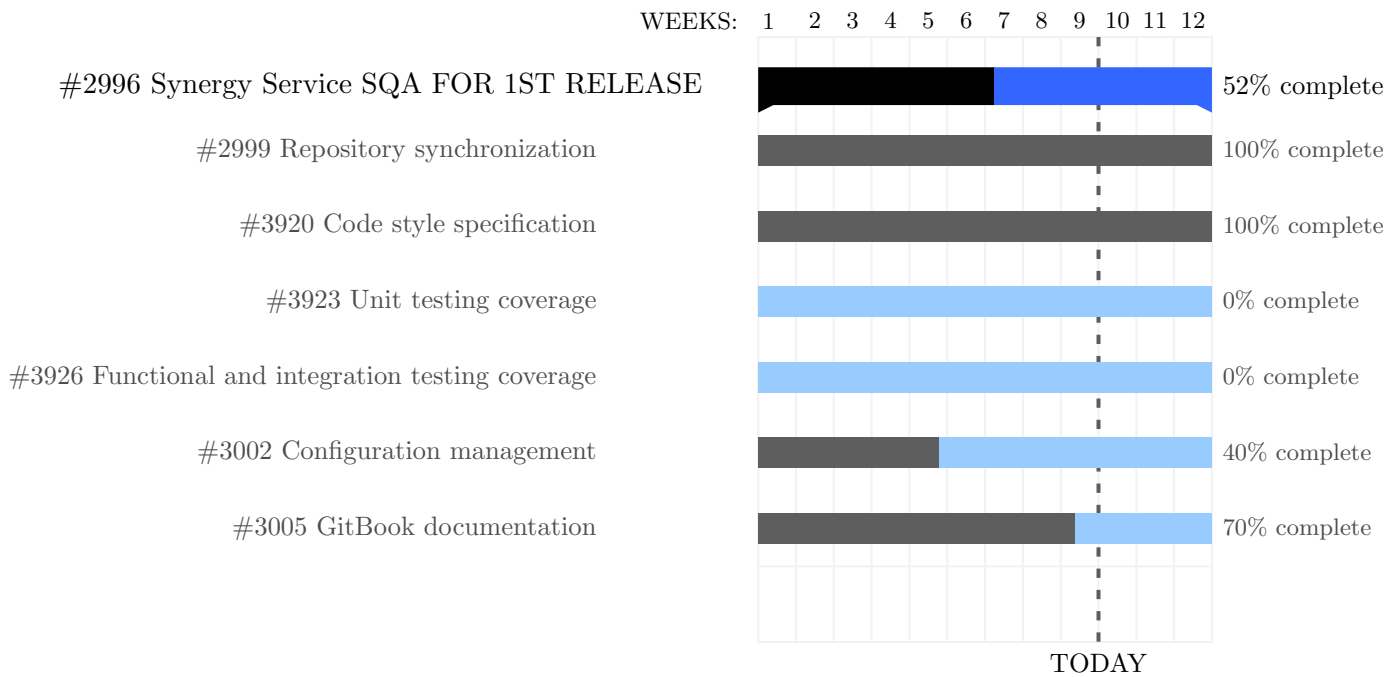 WEEKS: 1 2 3 4 5 6 7 8 9 10 11 12
#2996 Synergy Service SQA FOR 1ST RELEASE 52% complete
#2999 Repository synchronization 100% complete
#3920 Code style specification 100% complete
#3923 Unit testing coverage 0% complete
#3926 Functional and integration testing coverage 0% complete
#3002 Configuration management 40% complete
#3005 GitBook documentation 70% complete
TODAY